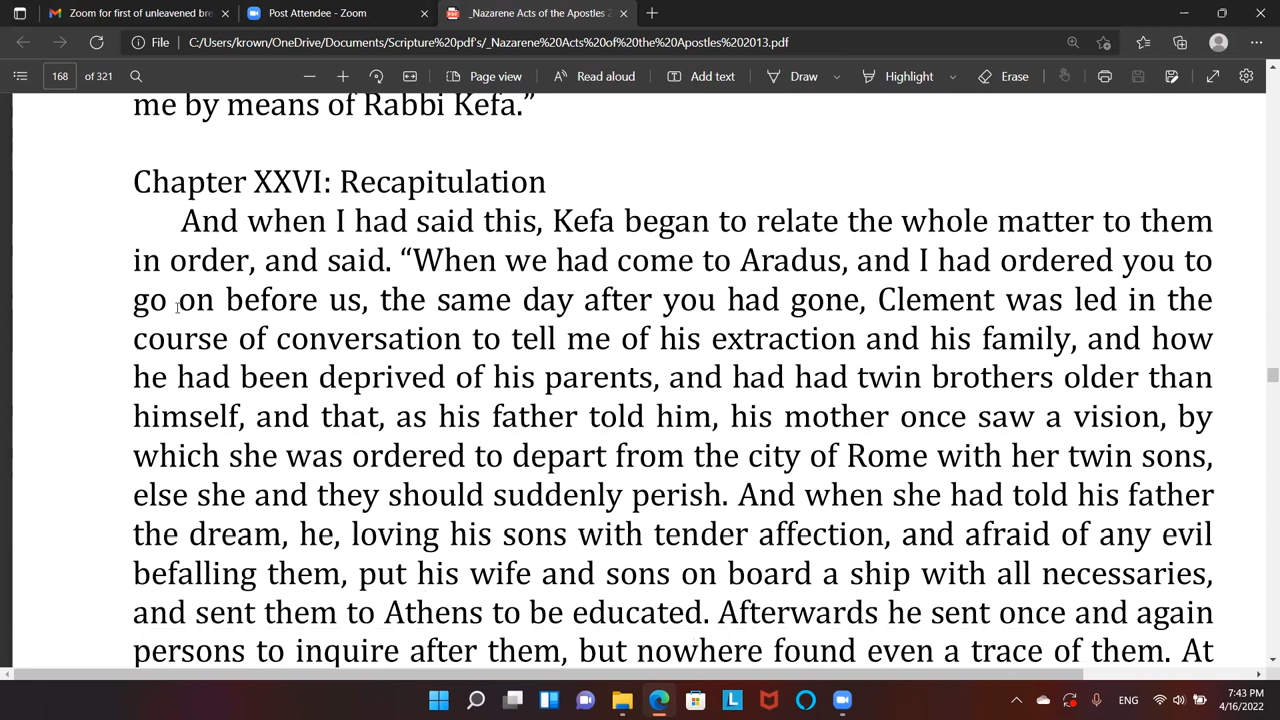 Zoom for first of unleavened bre
Post Attendee - Zoom
_Nazarene Acts of the Apostles 2
File
C:/Users/krown/OneDrive/Documents/Scripture%20pdf's/_Nazarene%20Acts%20of%20the%20Apostles%202013.pdf
168 of 321
Page view
Read aloud
Add text
Draw
Highlight
Erase
me by means of Rabbi Kefa.”
Chapter XXVI: Recapitulation
And when I had said this, Kefa began to relate the whole matter to them
in order, and said. “When we had come to Aradus, and I had ordered you to
go on before us, the same day after you had gone, Clement was led in the
course of conversation to tell me of his extraction and his family, and how
he had been deprived of his parents, and had had twin brothers older than
himself, and that, as his father told him, his mother once saw a vision, by
which she was ordered to depart from the city of Rome with her twin sons,
else she and they should suddenly perish. And when she had told his father
the dream, he, loving his sons with tender affection, and afraid of any evil
befalling them, put his wife and sons on board a ship with all necessaries,
and sent them to Athens to be educated. Afterwards he sent once and again
persons to inquire after them, but nowhere found even a trace of them. At
ENG
7:43 PM
4/16/2022